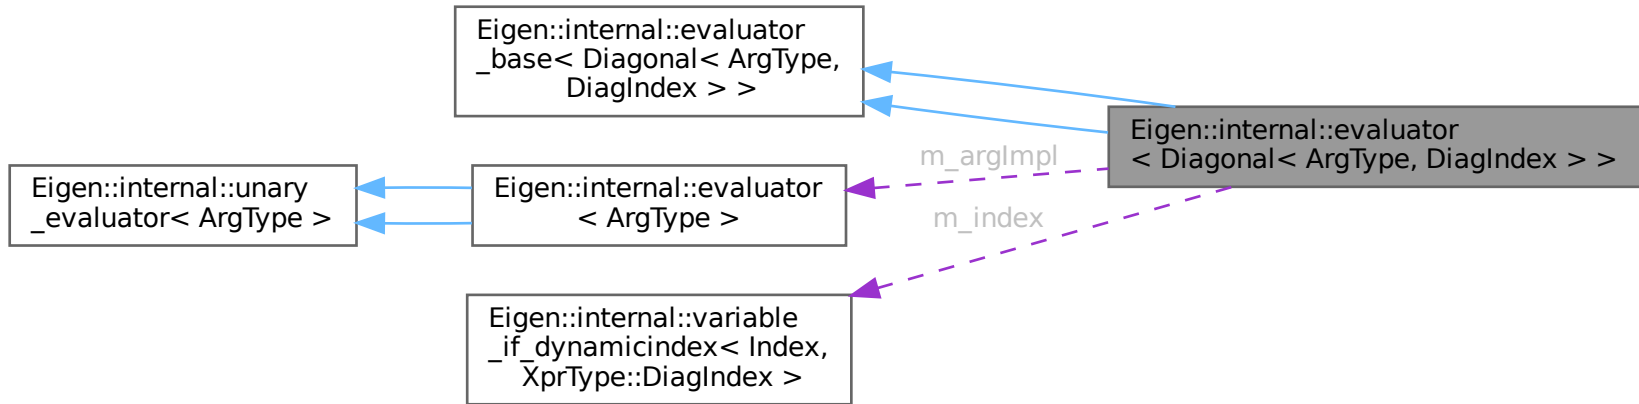 Eigen::internal::evaluator
_base< Diagonal< ArgType,
DiagIndex > >
Eigen::internal::evaluator
< Diagonal< ArgType, DiagIndex > >
m_argImpl
Eigen::internal::unary
_evaluator< ArgType >
Eigen::internal::evaluator
< ArgType >
m_index
Eigen::internal::variable
_if_dynamicindex< Index,
XprType::DiagIndex >